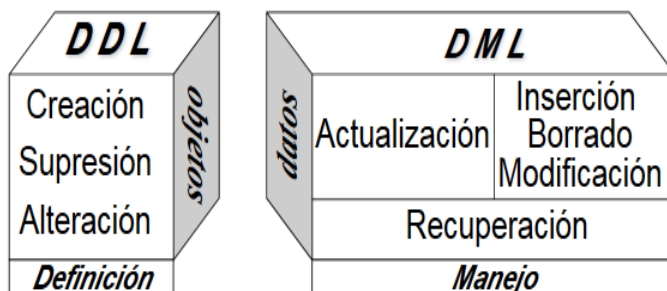 DDL
Creación
Supresión
Alteración
objetos
Definición
DML
datos
Actualización
Inserción
Borrado
Modificación
Recuperación
Manejo